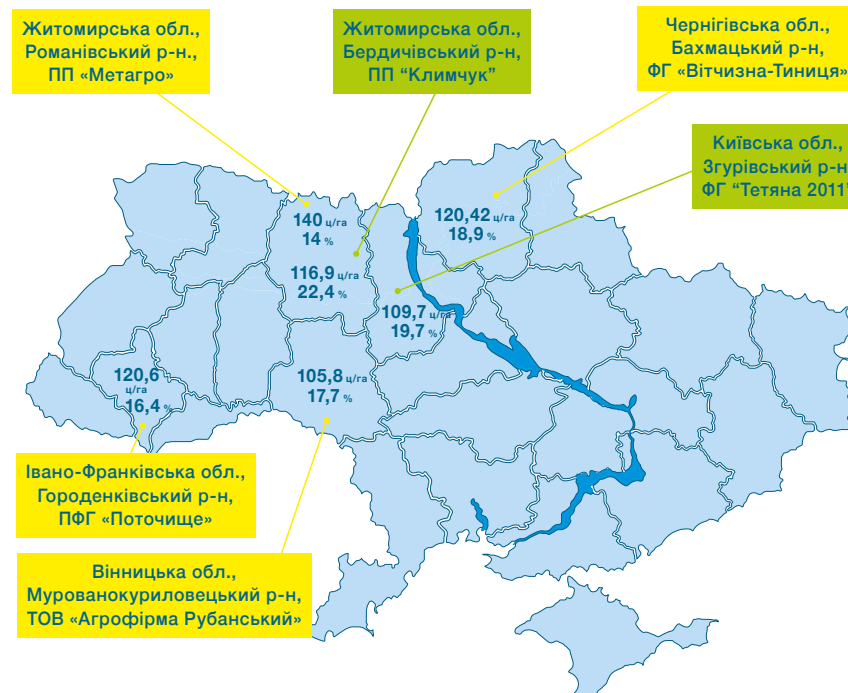 Житомирська обл.,
Романівський р-н.,
ПП «Метагро»
Житомирська обл.,
Бердичівський р-н,
ПП “Климчук”
Чернігівська обл.,
Бахмацький р-н,
ФГ «Вітчизна-Тиниця»
Київська обл.,
Згурівський р-н
ФГ “Тетяна 2011”
140 ц/га
14 %
120,42 ц/га
18,9 %
116,9 ц/га
22,4 %
109,7 ц/га
19,7 %
120,6
ц/га
16,4 %
105,8 ц/га
17,7 %
Івано-Франківська обл.,
Городенківський р-н,
ПФГ «Поточище»
Вінницька обл.,
Мурованокуриловецький р-н,
ТОВ «Агрофірма Рубанський»